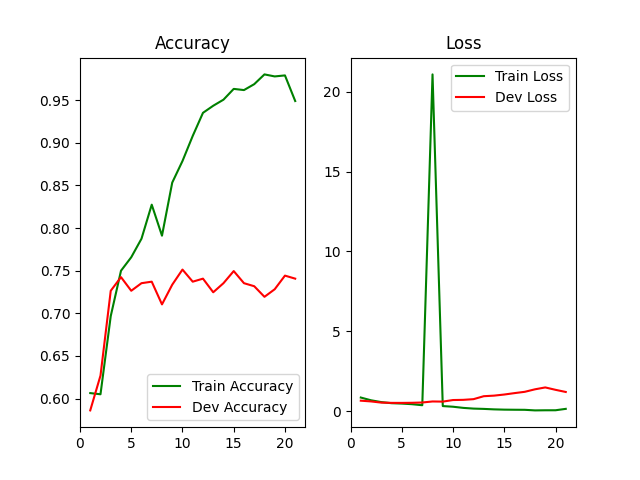 Accuracy
0.95
0.90
0.85
0.80
0.75
0.70
0.65
0.60
0 5 10 15 20
Train Accuracy
Dev Accuracy
Loss
20
15
10
5
0
0 5 10 15 20
Train Loss
Dev Loss